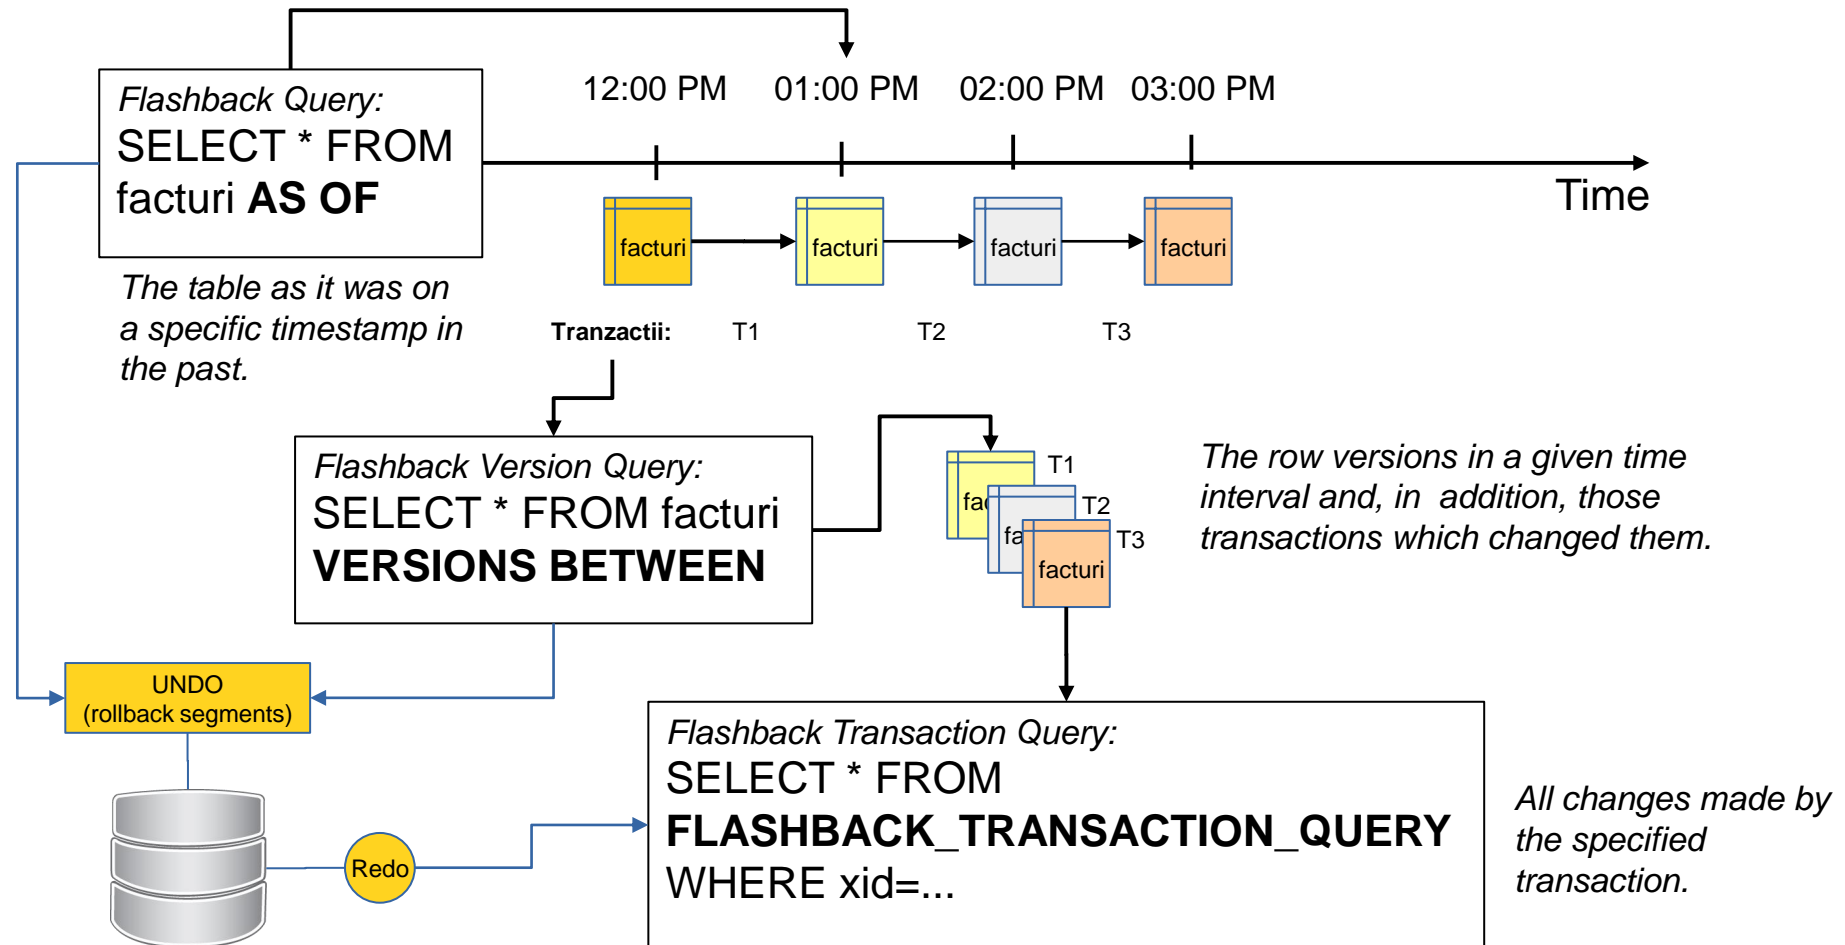 Flashback Query:
SELECT * FROM
facturi AS OF
12:00 PM
01:00 PM
02:00 PM
03:00 PM
Time
facturi
facturi
facturi
facturi
The table as it was on
a specific timestamp in
the past.
Tranzactii:
T1
T2
T3
Flashback Version Query:
SELECT * FROM facturi
VERSIONS BETWEEN
T1
fac
T2
fa
T3
facturi
The row versions in a given time
interval and, in addition, those
transactions which changed them.
UNDO
(rollback segments)
Redo
Flashback Transaction Query:
SELECT * FROM
FLASHBACK_TRANSACTION_QUERY
WHERE xid=...
All changes made by
the specified
transaction.